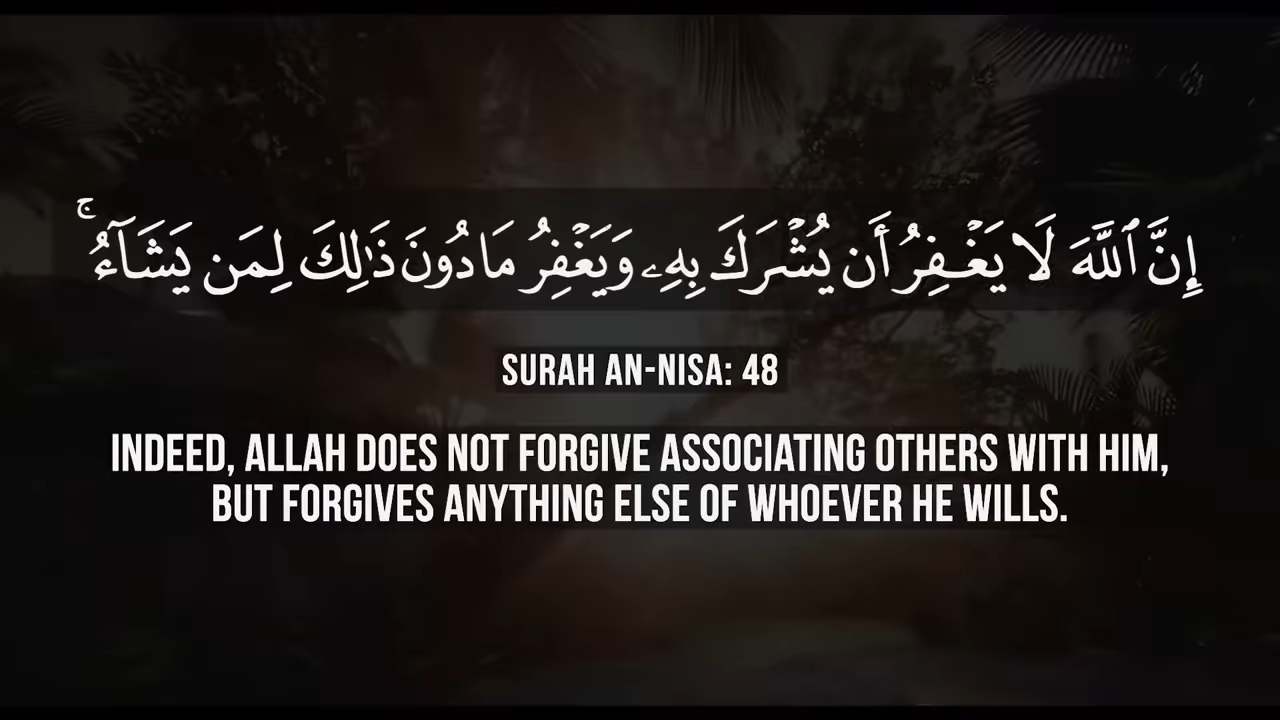 إِنَّ ٱللَّهَ لَا يَغْفِرُ أَن يُشْرَكَ بِهِۦ وَيَغْفِرُ مَا دُونَ ذَٰلِكَ لِمَن يَشَآءُ ۚ
SURAH AN-NISA: 48
INDEED, ALLAH DOES NOT FORGIVE ASSOCIATING OTHERS WITH HIM,
BUT FORGIVES ANYTHING ELSE OF WHOEVER HE WILLS.